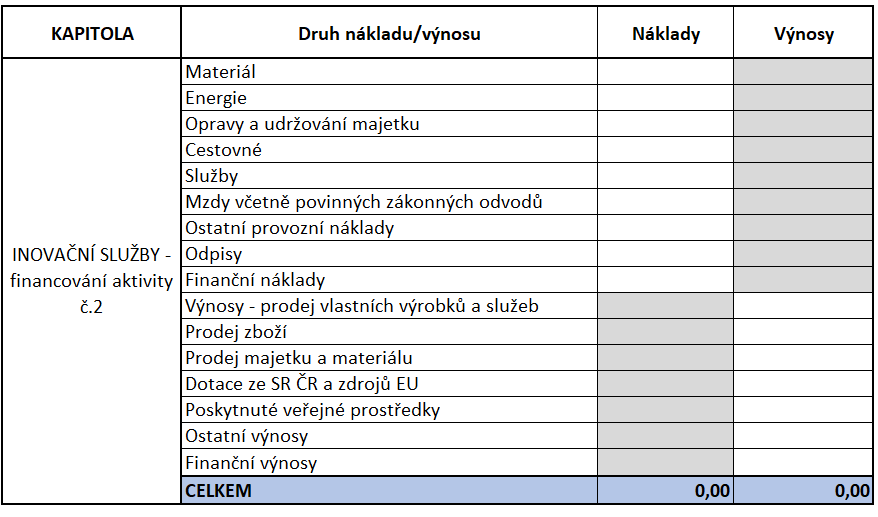 KAPITOLA Druh nákladu/výnosu Náklady Výnosy
Materiál
Energie
Opravy a udržování majetku
Cestovné
Služby
Mzdy včetně povinných zákonných odvodů
Ostatní provozní náklady
INOVAČNÍ SLUŽBY -
financování aktivity
č.2
Odpisy
Finanční náklady
Výnosy - prodej vlastních výrobků a služeb
Prodej zboží
Prodej majetku a materiálu
Dotace ze SR ČR a zdrojů EU
Poskytnuté veřejné prostředky
Ostatní výnosy
Finanční výnosy
CELKEM 0,00 0,00